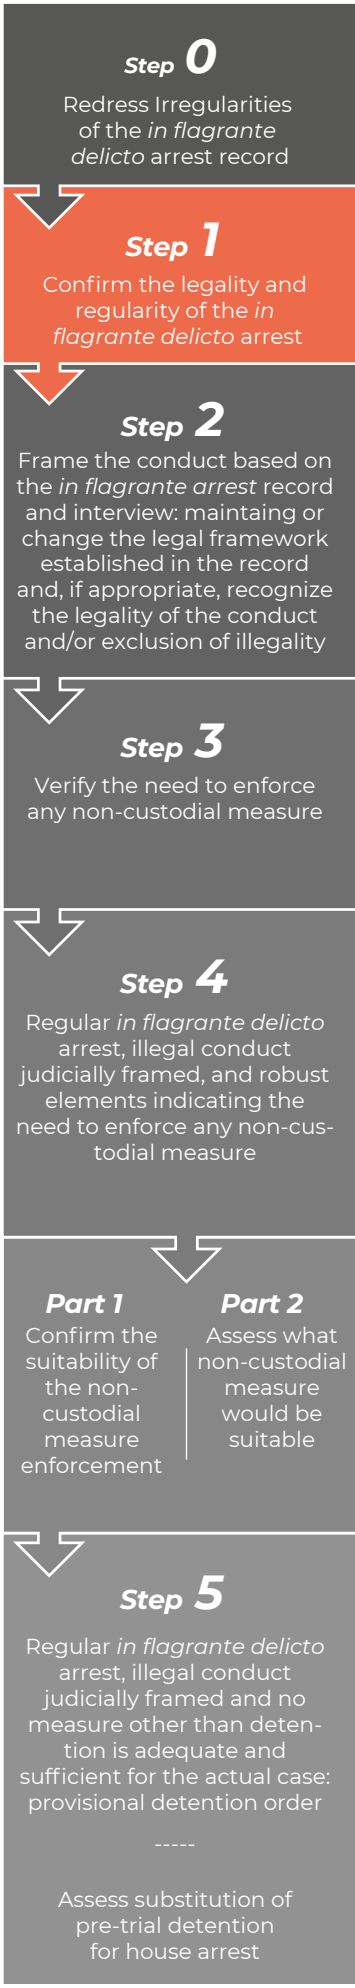 Step 0
Redress Irregularities
of the in flagrante
delicto arrest record
Step 1
Confirm the legality and
regularity of the in
flagrante delicto arrest
Step 2
Frame the conduct based on
the in flagrante arrest record
and interview: maintaing or
change the legal framework
established in the record
and, if appropriate, recognize
the legality of the conduct
and/or exclusion of illegality
Step 3
Verify the need to enforce
any non-custodial measure
Step 4
Regular in flagrante delicto
arrest, illegal conduct
judicially framed, and robust
elements indicating the
need to enforce any non-cus-
todial measure
Part 1
Confirm the
suitability of
the non-
custodial
measure
enforcement
Part 2
Assess what
non-custodial
measure
would be
suitable
Step 5
Regular in flagrante delicto
arrest, illegal conduct
judicially framed and no
measure other than deten-
tion is adequate and
sufficient for the actual case:
provisional detention order
-----
Assess substitution of
pre-trial detention
for house arrest